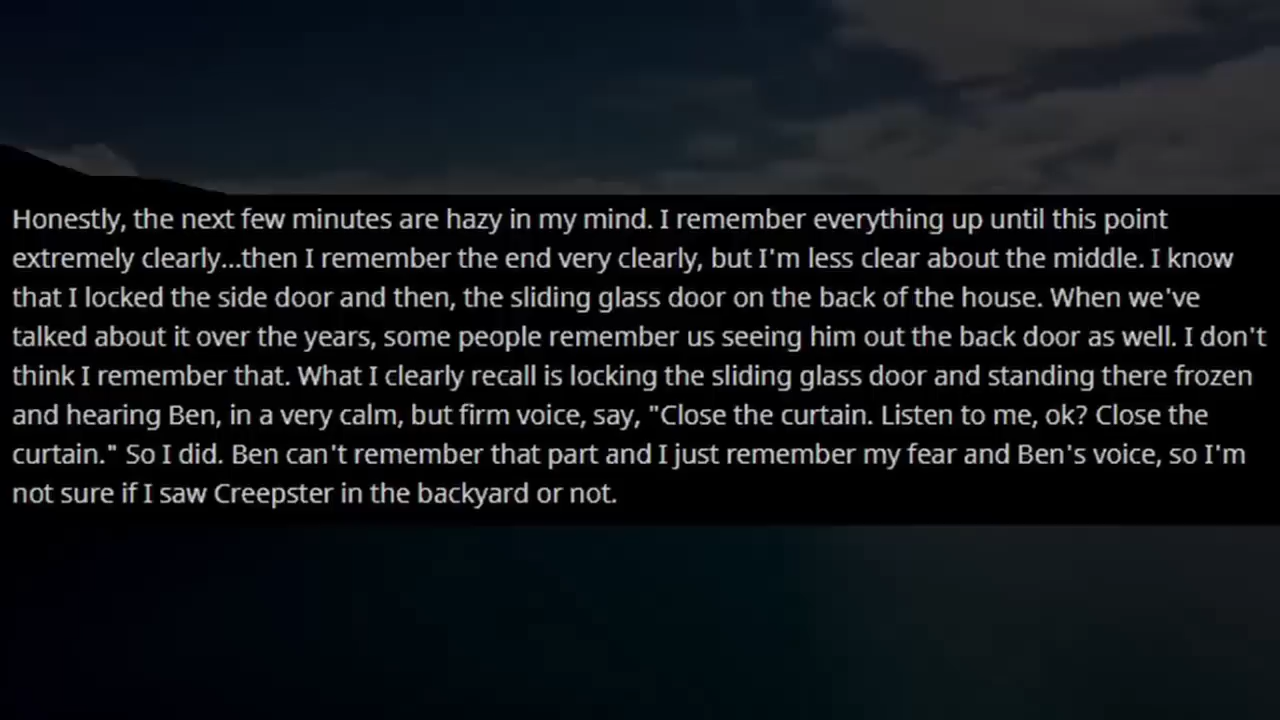 Honestly, the next few minutes are hazy in my mind. I remember everything up until this point
extremely clearly...then I remember the end very clearly, but I'm less clear about the middle. I know
that I locked the side door and then, the sliding glass door on the back of the house. When we've
talked about it over the years, some people remember us seeing him out the back door as well. I don't
think I remember that. What I clearly recall is locking the sliding glass door and standing there frozen
and hearing Ben, in a very calm, but firm voice, say, "Close the curtain. Listen to me, ok? Close the
curtain." So I did. Ben can't remember that part and I just remember my fear and Ben's voice, so I'm
not sure if I saw Creepster in the backyard or not.